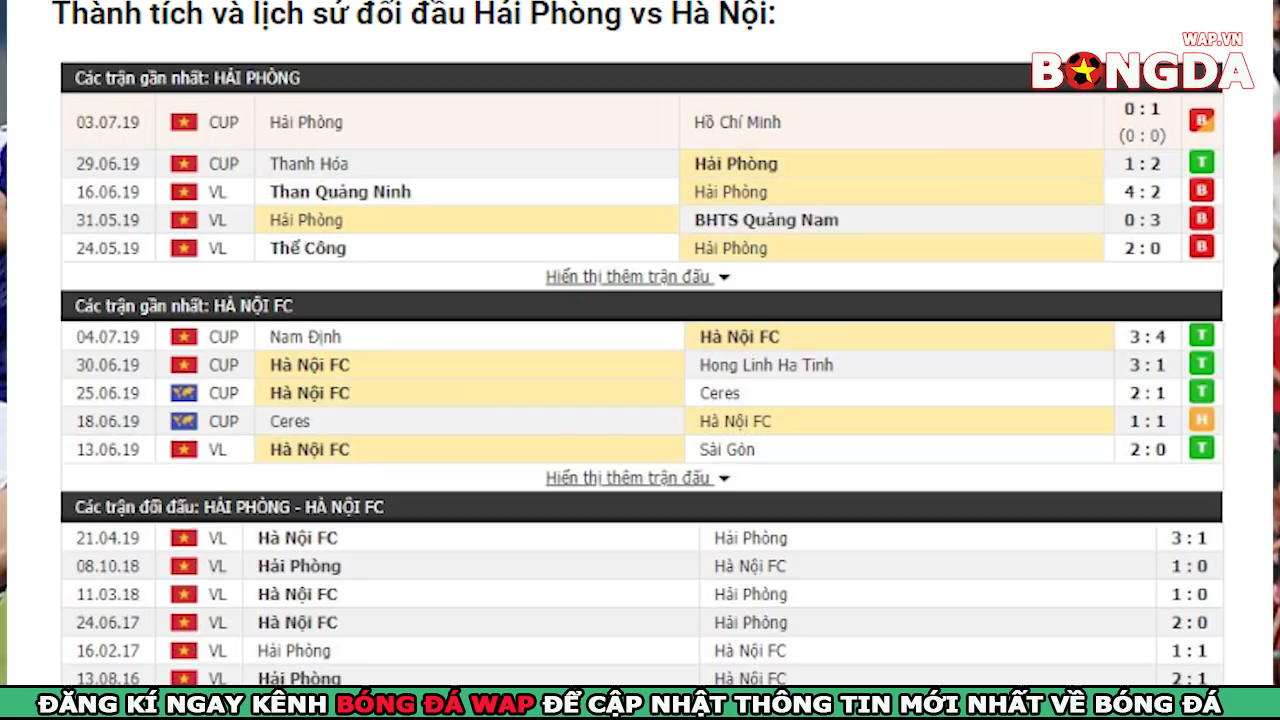 Thành tích và lịch sử đối đầu Hải Phòng vs Hà Nội:
WAP.VN
BONGDA
Các trận gần nhất: HẢI PHÒNG
03.07.19 CUP Hải Phòng Hồ Chí Minh 0 : 1 (0 : 0) B
29.06.19 CUP Thanh Hóa Hải Phòng 1 : 2 T
16.06.19 VL Than Quảng Ninh Hải Phòng 4 : 2 B
31.05.19 VL Hải Phòng BHTS Quảng Nam 0 : 3 B
24.05.19 VL Thể Công Hải Phòng 2 : 0 B
Hiển thị thêm trận đấu
Các trận gần nhất: HÀ NỘI FC
04.07.19 CUP Nam Định Hà Nội FC 3 : 4 T
30.06.19 CUP Hà Nội FC Hong Linh Ha Tinh 3 : 1 T
25.06.19 CUP Hà Nội FC Ceres 2 : 1 T
18.06.19 CUP Ceres Hà Nội FC 1 : 1 H
13.06.19 VL Hà Nội FC Sài Gòn 2 : 0 T
Hiển thị thêm trận đấu
Các trận đối đầu: HẢI PHÒNG - HÀ NỘI FC
21.04.19 VL Hà Nội FC Hải Phòng 3 : 1
08.10.18 VL Hải Phòng Hà Nội FC 1 : 0
11.03.18 VL Hà Nội FC Hải Phòng 1 : 0
24.06.17 VL Hà Nội FC Hải Phòng 2 : 0
16.02.17 VL Hải Phòng Hà Nội FC 1 : 1
13.08.16 VL Hải Phòng Hà Nội FC 2 : 1
ĐĂNG KÍ NGAY KÊNH BÓNG ĐÁ WAP ĐỂ CẬP NHẬT THÔNG TIN MỚI NHẤT VỀ BÓNG ĐÁ